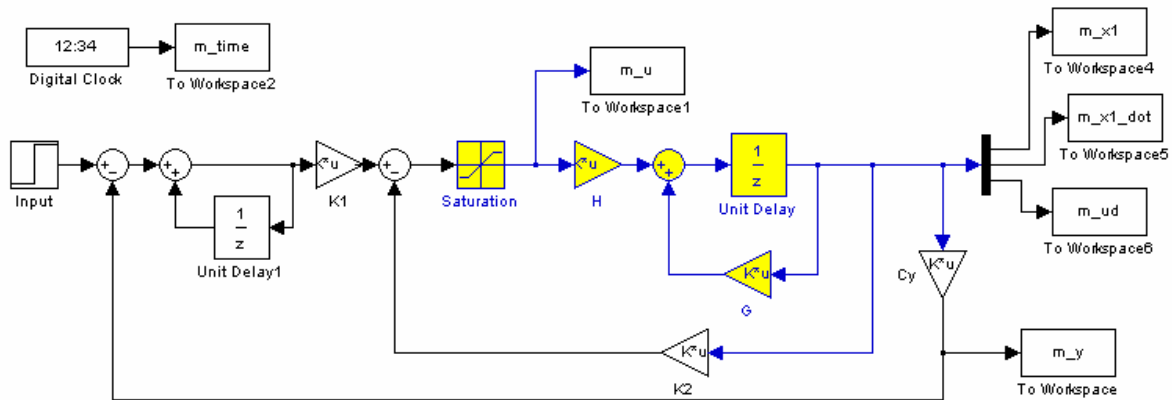 12:34
Digital Clock
m_time
To Workspace2
m_u
To Workspace1
m_x1
To Workspace4
m_x1_dot
To Workspace5
m_ud
To Workspace6
Input
+
−
+
+
1
z
Unit Delay1
K*u
K1
+
−
Saturation
K*u
H
+
+
1
z
Unit Delay
K*u
G
K*u
K2
K*u
Cy
m_y
To Workspace